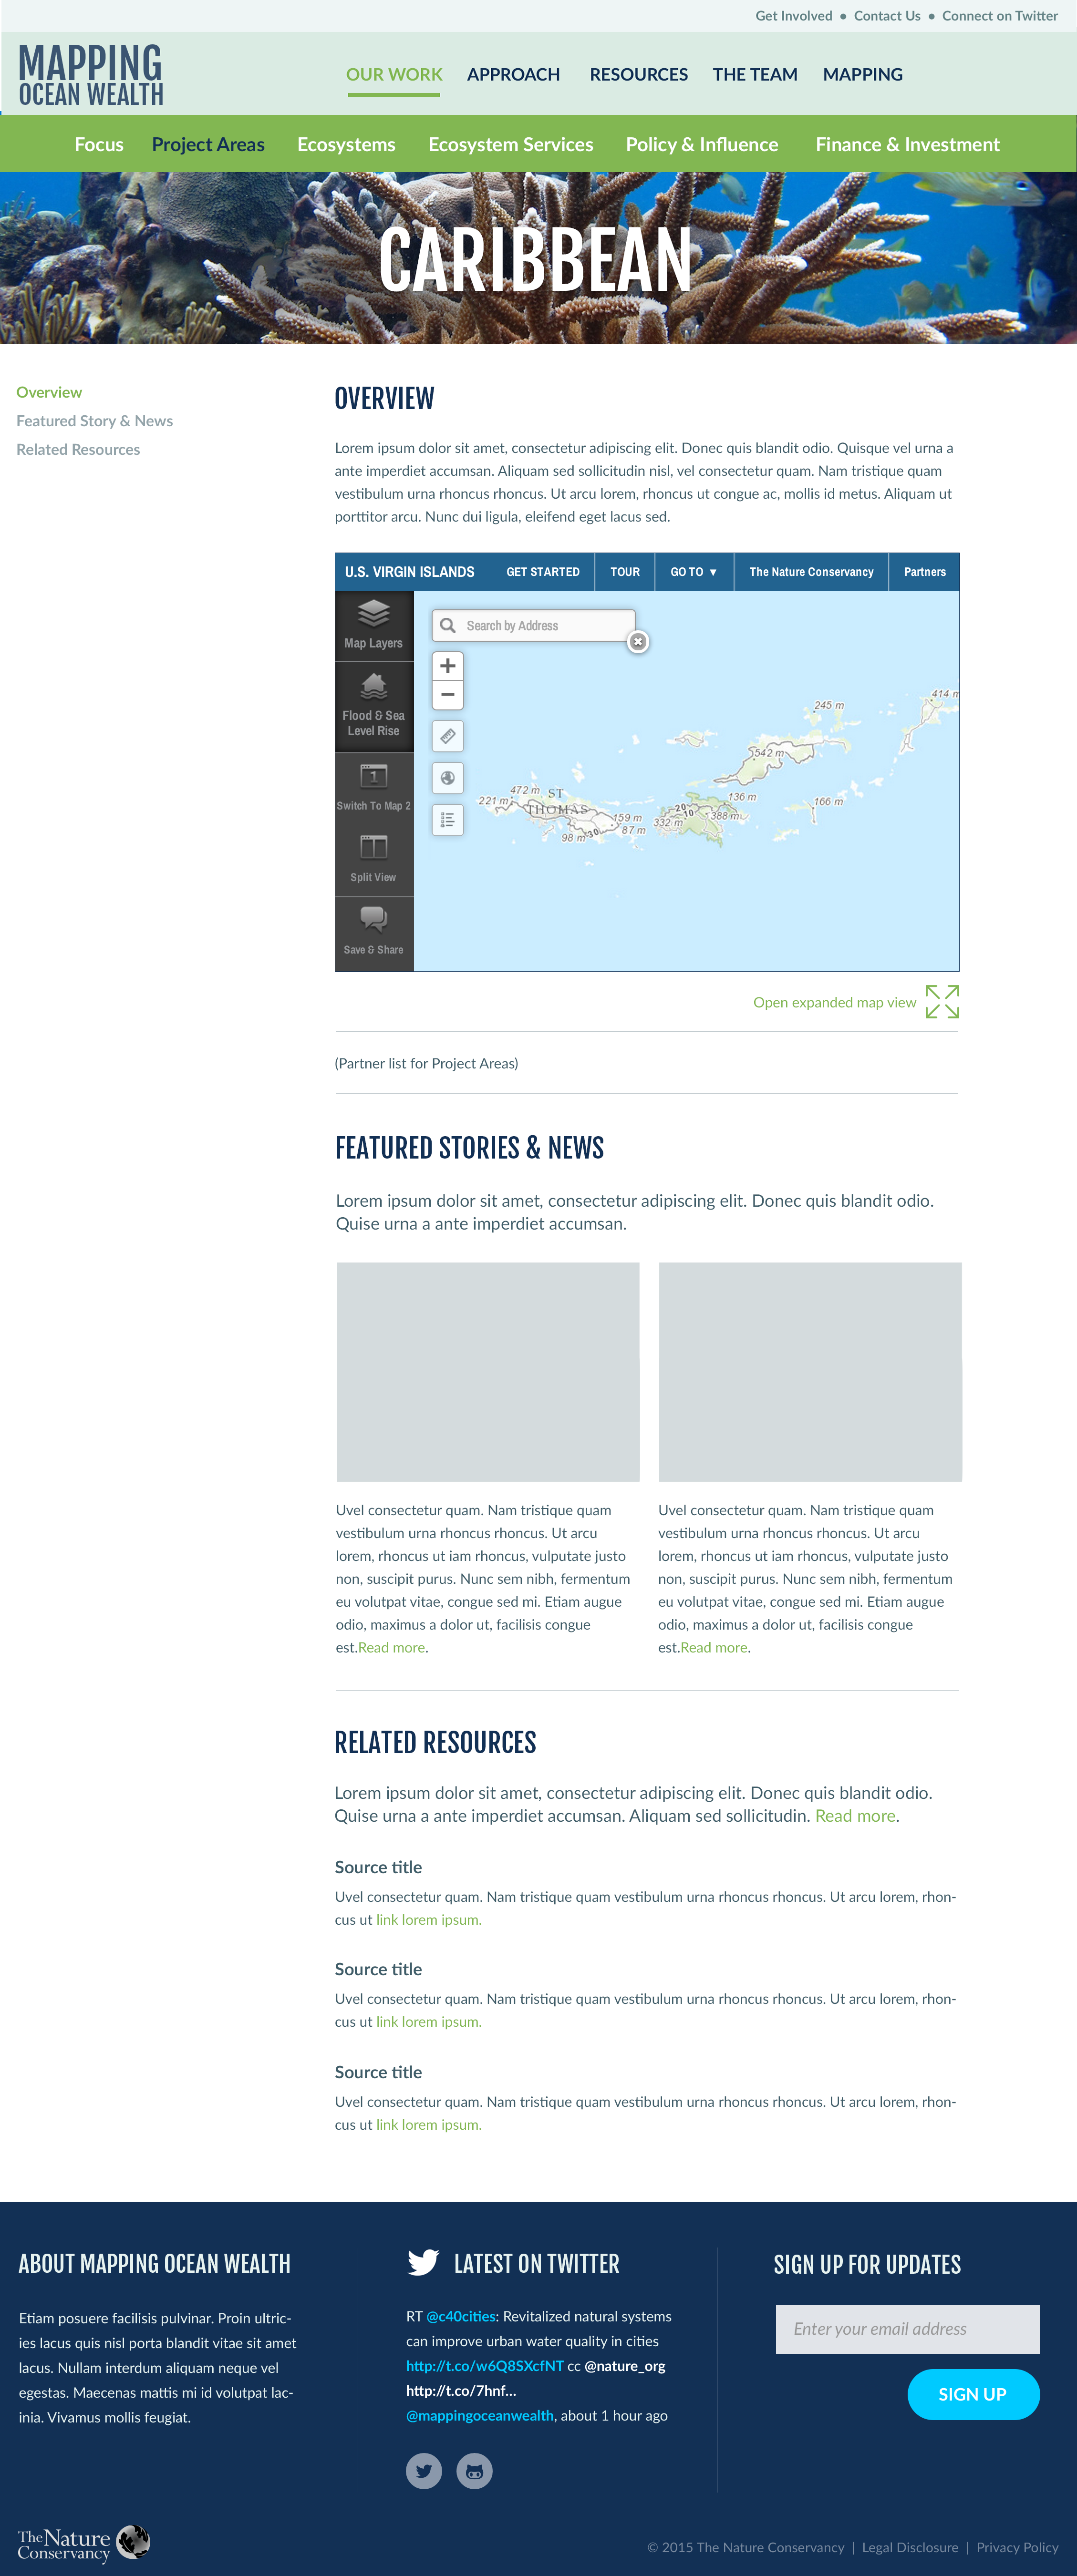 Get Involved • Contact Us • Connect on Twitter
MAPPING
OCEAN WEALTH
OUR WORK APPROACH RESOURCES THE TEAM MAPPING
Focus Project Areas Ecosystems Ecosystem Services Policy & Influence Finance & Investment
CARIBBEAN
Overview
Featured Story & News
Related Resources
OVERVIEW
Lorem ipsum dolor sit amet, consectetur adipiscing elit. Donec quis blandit odio. Quisque vel urna a
ante imperdiet accumsan. Aliquam sed sollicitudin nisl, vel consectetur quam. Nam tristique quam
vestibulum urna rhoncus rhoncus. Ut arcu lorem, rhoncus ut congue ac, mollis id metus. Aliquam ut
porttitor arcu. Nunc dui ligula, eleifend eget lacus sed.
U.S. VIRGIN ISLANDS GET STARTED TOUR GO TO ▼ The Nature Conservancy Partners
Map Layers
Flood & Sea
Level Rise
1
Switch To Map 2
Split View
Save & Share
Search by Address
414 m
245 m
542 m
472 m
ST
THOMAS
221 m
136 m
166 m
20
388 m
10
159 m
332 m
87 m
98 m
30
Open expanded map view
(Partner list for Project Areas)
FEATURED STORIES & NEWS
Lorem ipsum dolor sit amet, consectetur adipiscing elit. Donec quis blandit odio.
Quise urna a ante imperdiet accumsan.
Uvel consectetur quam. Nam tristique quam
vestibulum urna rhoncus rhoncus. Ut arcu
lorem, rhoncus ut iam rhoncus, vulputate justo
non, suscipit purus. Nunc sem nibh, fermentum
eu volutpat vitae, congue sed mi. Etiam augue
odio, maximus a dolor ut, facilisis congue
est.Read more.
Uvel consectetur quam. Nam tristique quam
vestibulum urna rhoncus rhoncus. Ut arcu
lorem, rhoncus ut iam rhoncus, vulputate justo
non, suscipit purus. Nunc sem nibh, fermentum
eu volutpat vitae, congue sed mi. Etiam augue
odio, maximus a dolor ut, facilisis congue
est.Read more.
RELATED RESOURCES
Lorem ipsum dolor sit amet, consectetur adipiscing elit. Donec quis blandit odio.
Quise urna a ante imperdiet accumsan. Aliquam sed sollicitudin. Read more.
Source title
Uvel consectetur quam. Nam tristique quam vestibulum urna rhoncus rhoncus. Ut arcu lorem, rhon-
cus ut link lorem ipsum.
Source title
Uvel consectetur quam. Nam tristique quam vestibulum urna rhoncus rhoncus. Ut arcu lorem, rhon-
cus ut link lorem ipsum.
Source title
Uvel consectetur quam. Nam tristique quam vestibulum urna rhoncus rhoncus. Ut arcu lorem, rhon-
cus ut link lorem ipsum.
ABOUT MAPPING OCEAN WEALTH
Etiam posuere facilisis pulvinar. Proin ultric-
ies lacus quis nisl porta blandit vitae sit amet
lacus. Nullam interdum aliquam neque vel
egestas. Maecenas mattis mi id volutpat lac-
inia. Vivamus mollis feugiat.
LATEST ON TWITTER
RT @c40cities: Revitalized natural systems
can improve urban water quality in cities
http://t.co/w6Q8SXcfNT cc @nature_org
http://t.co/7hnf...
@mappingoceanwealth, about 1 hour ago
SIGN UP FOR UPDATES
Enter your email address
SIGN UP
The Nature
Conservancy
© 2015 The Nature Conservancy | Legal Disclosure | Privacy Policy